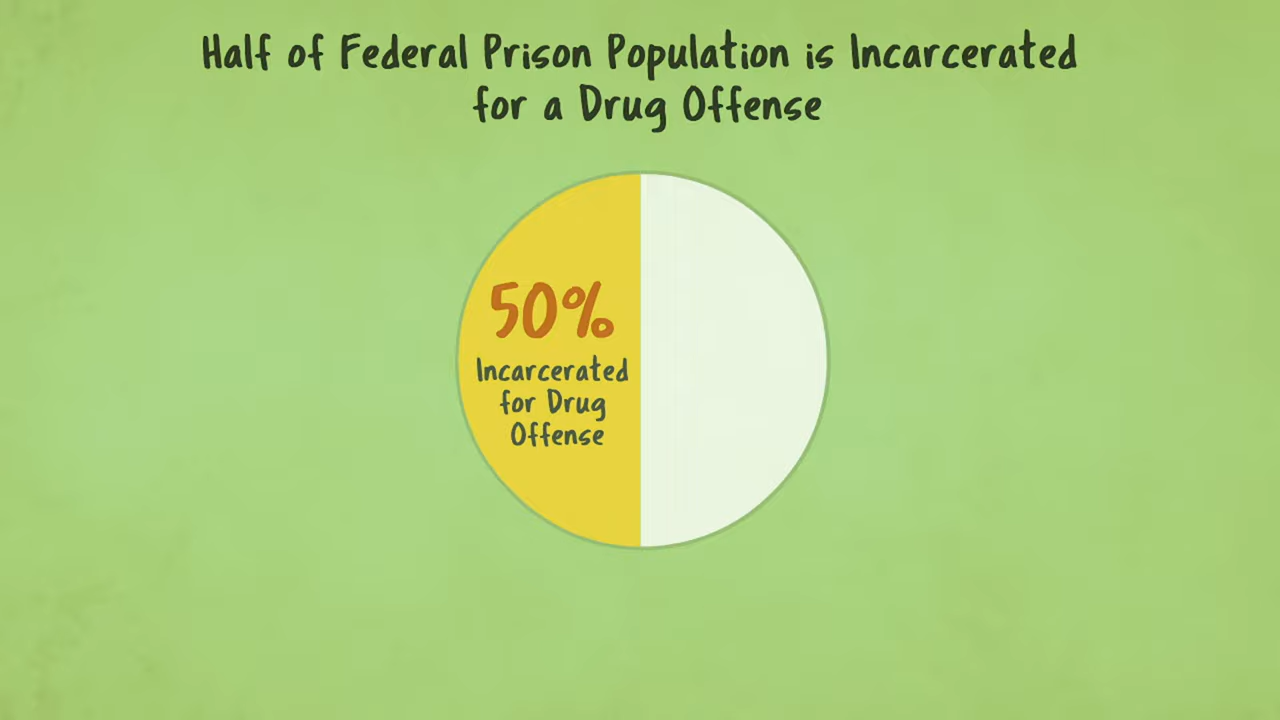 Half of Federal Prison Population is Incarcerated
for a Drug Offense
50%
Incarcerated
for Drug
Offense